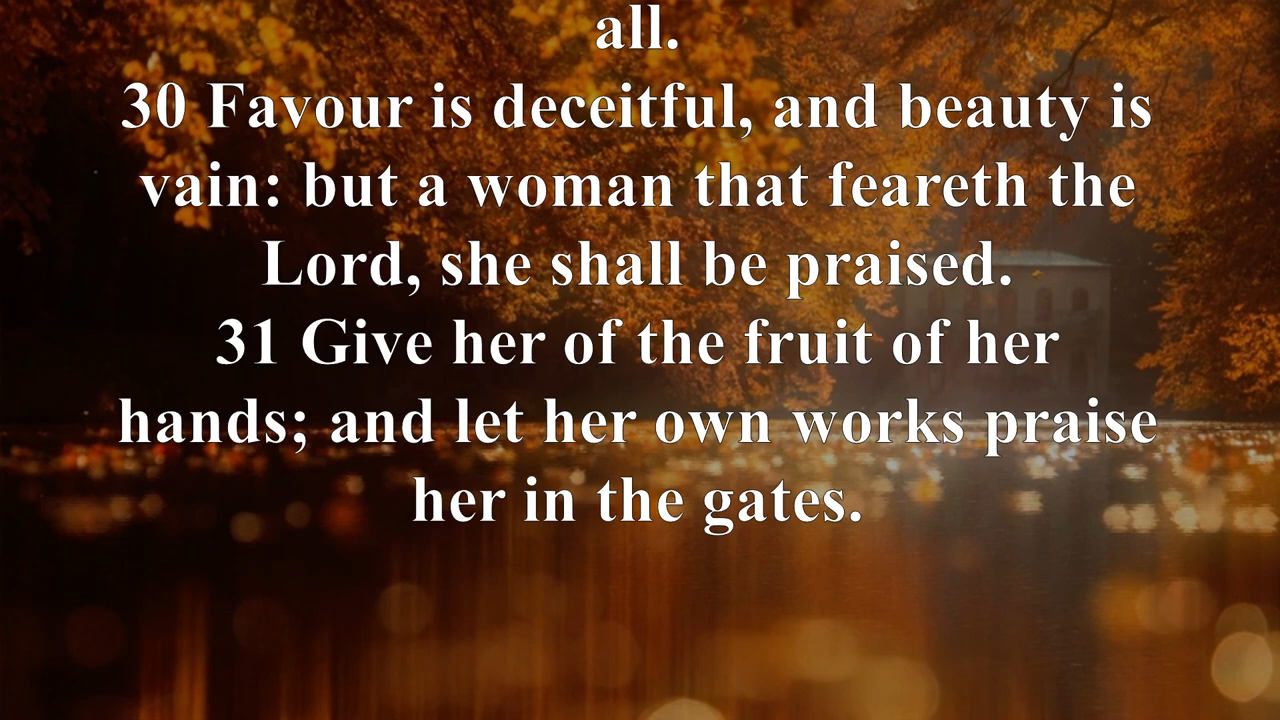 all.
30 Favour is deceitful, and beauty is
vain: but a woman that feareth the
Lord, she shall be praised.
31 Give her of the fruit of her
hands; and let her own works praise
her in the gates.